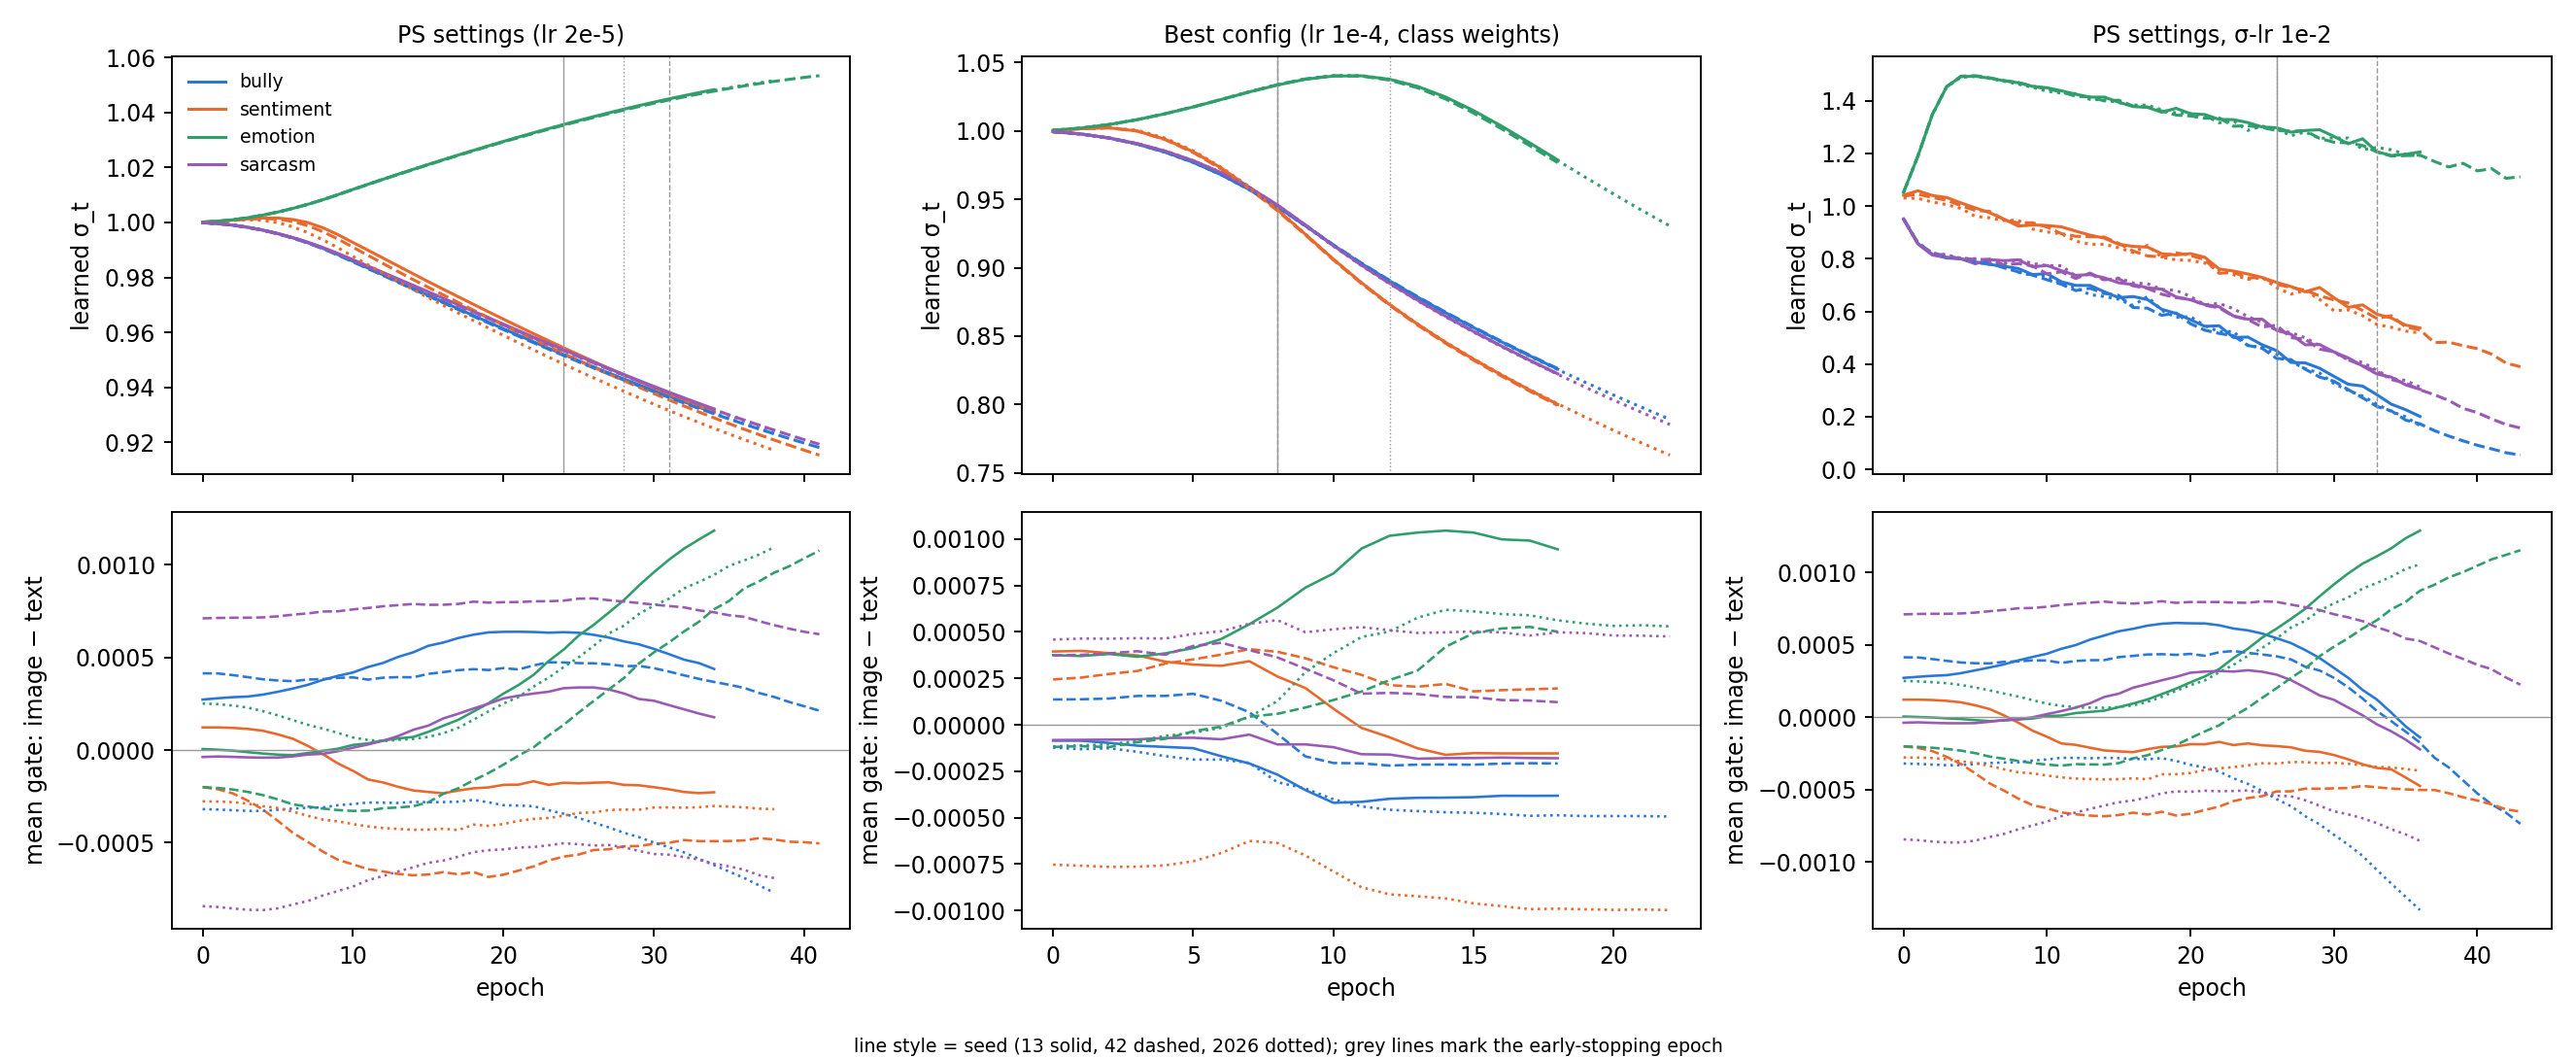 PS settings (lr 2e-5)
Best config (lr 1e-4, class weights)
PS settings, σ-lr 1e-2
learned σ_t
1.06
1.04
1.02
1.00
0.98
0.96
0.94
0.92
bully
sentiment
emotion
sarcasm
learned σ_t
1.05
1.00
0.95
0.90
0.85
0.80
0.75
learned σ_t
1.4
1.2
1.0
0.8
0.6
0.4
0.2
0.0
mean gate: image − text
0.0010
0.0005
0.0000
−0.0005
0 10 20 30 40
epoch
mean gate: image − text
0.00100
0.00075
0.00050
0.00025
0.00000
−0.00025
−0.00050
−0.00075
−0.00100
0 5 10 15 20
epoch
mean gate: image − text
0.0010
0.0005
0.0000
−0.0005
−0.0010
0 10 20 30 40
epoch
line style = seed (13 solid, 42 dashed, 2026 dotted); grey lines mark the early-stopping epoch